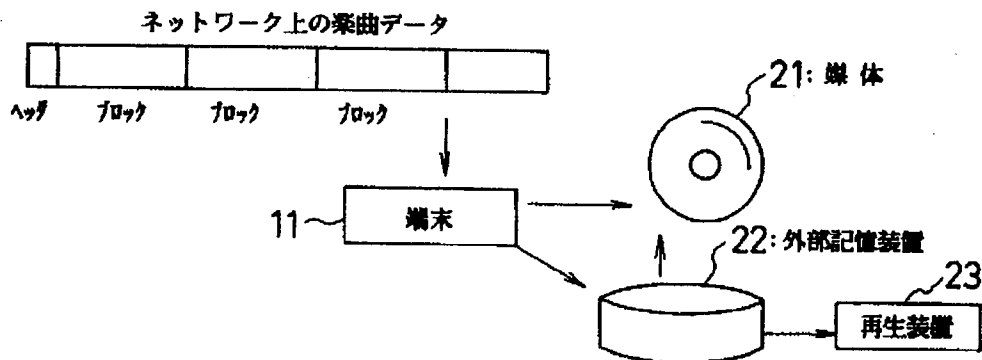 ネットワーク上の楽曲データ
ヘッダ ブロック ブロック ブロック
21:媒体
11 端末
22:外部記憶装置
23
再生装置